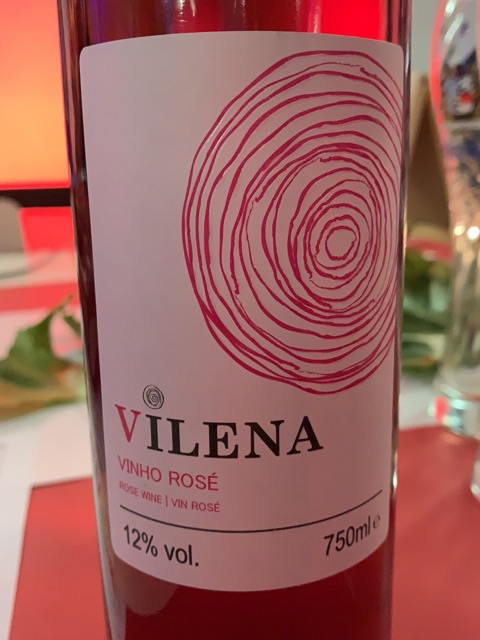 VILENA
VINHO ROSÉ
ROSE WINE | VIN ROSÉ
12% vol.
750ml ℮